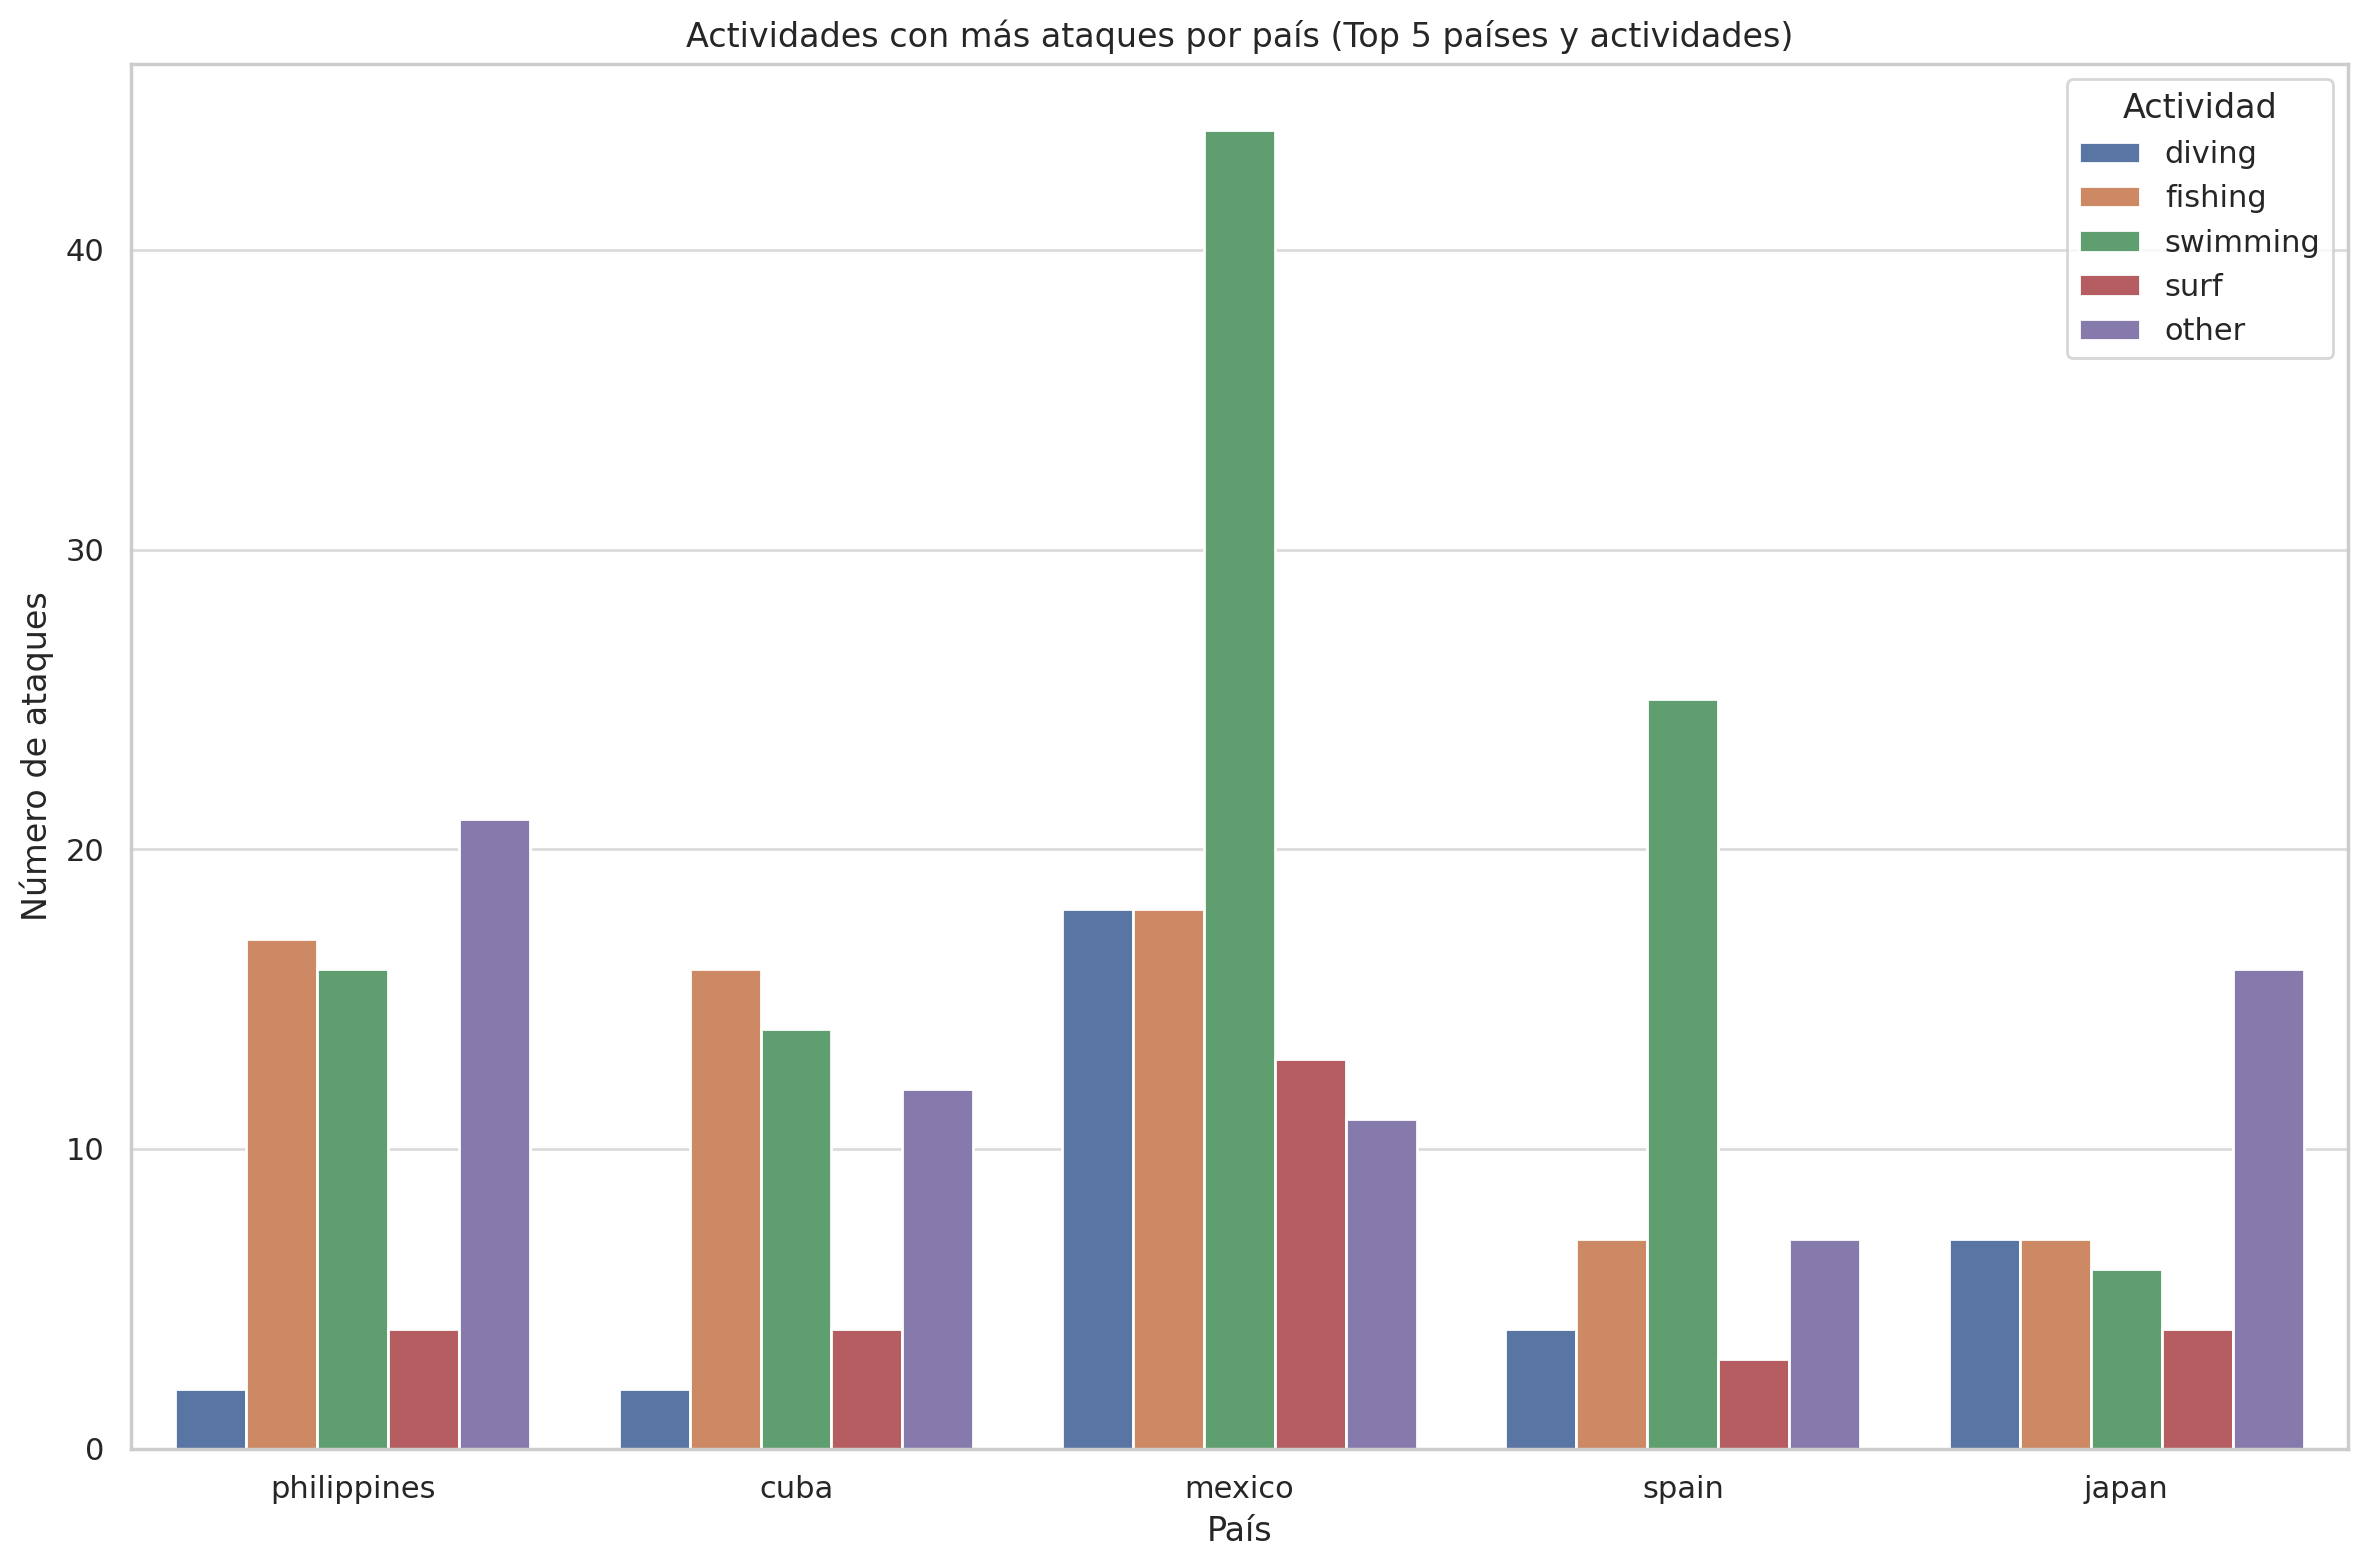 Actividades con más ataques por país (Top 5 países y actividades)
Actividad
diving
fishing
swimming
surf
other
Número de ataques
40
30
20
10
0
philippines
cuba
mexico
spain
japan
País